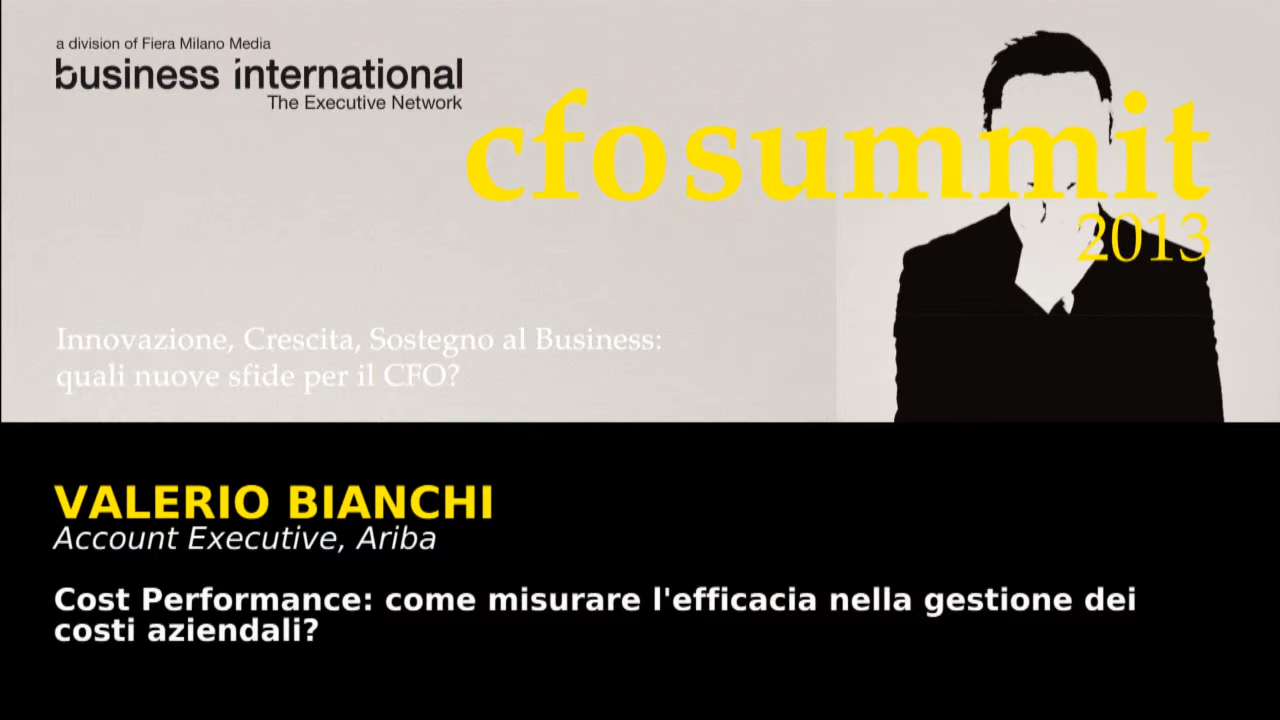 a division of Fiera Milano Media
business international
The Executive Network
cfosummit
2013
Innovazione, Crescita, Sostegno al Business:
quali nuove sfide per il CFO?
VALERIO BIANCHI
Account Executive, Ariba
Cost Performance: come misurare l'efficacia nella gestione dei
costi aziendali?